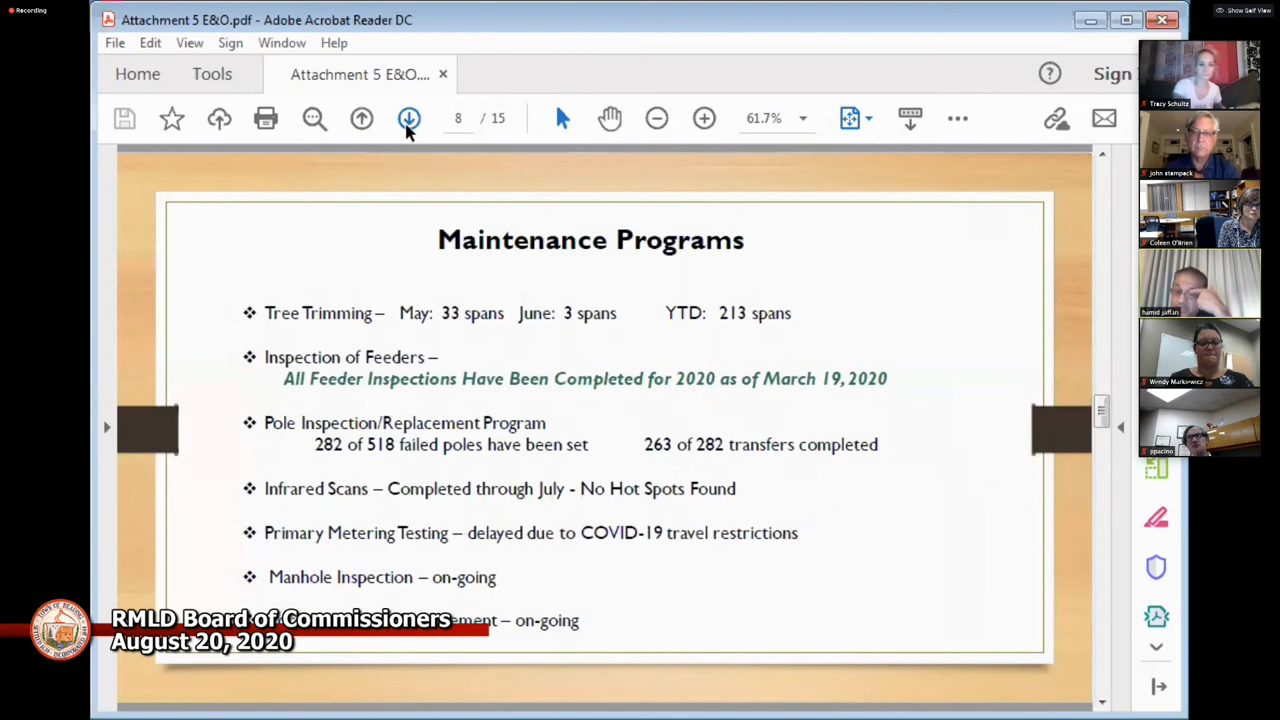 Recording
Show Self View
Attachment 5 E&O.pdf - Adobe Acrobat Reader DC
File Edit View Sign Window Help
Home Tools Attachment 5 E&O.... × Sign
8 / 15 61.7%
Maintenance Programs
❖ Tree Trimming – May: 33 spans June: 3 spans YTD: 213 spans
❖ Inspection of Feeders –
All Feeder Inspections Have Been Completed for 2020 as of March 19, 2020
❖ Pole Inspection/Replacement Program
282 of 518 failed poles have been set 263 of 282 transfers completed
❖ Infrared Scans – Completed through July - No Hot Spots Found
❖ Primary Metering Testing – delayed due to COVID-19 travel restrictions
❖ Manhole Inspection – on-going
– on-going
RMLD Board of Commissioners
August 20, 2020
Tracy Schultz
john stempeck
Coleen O'Brien
hamid jaffari
Wendy Markiewicz
ppacino